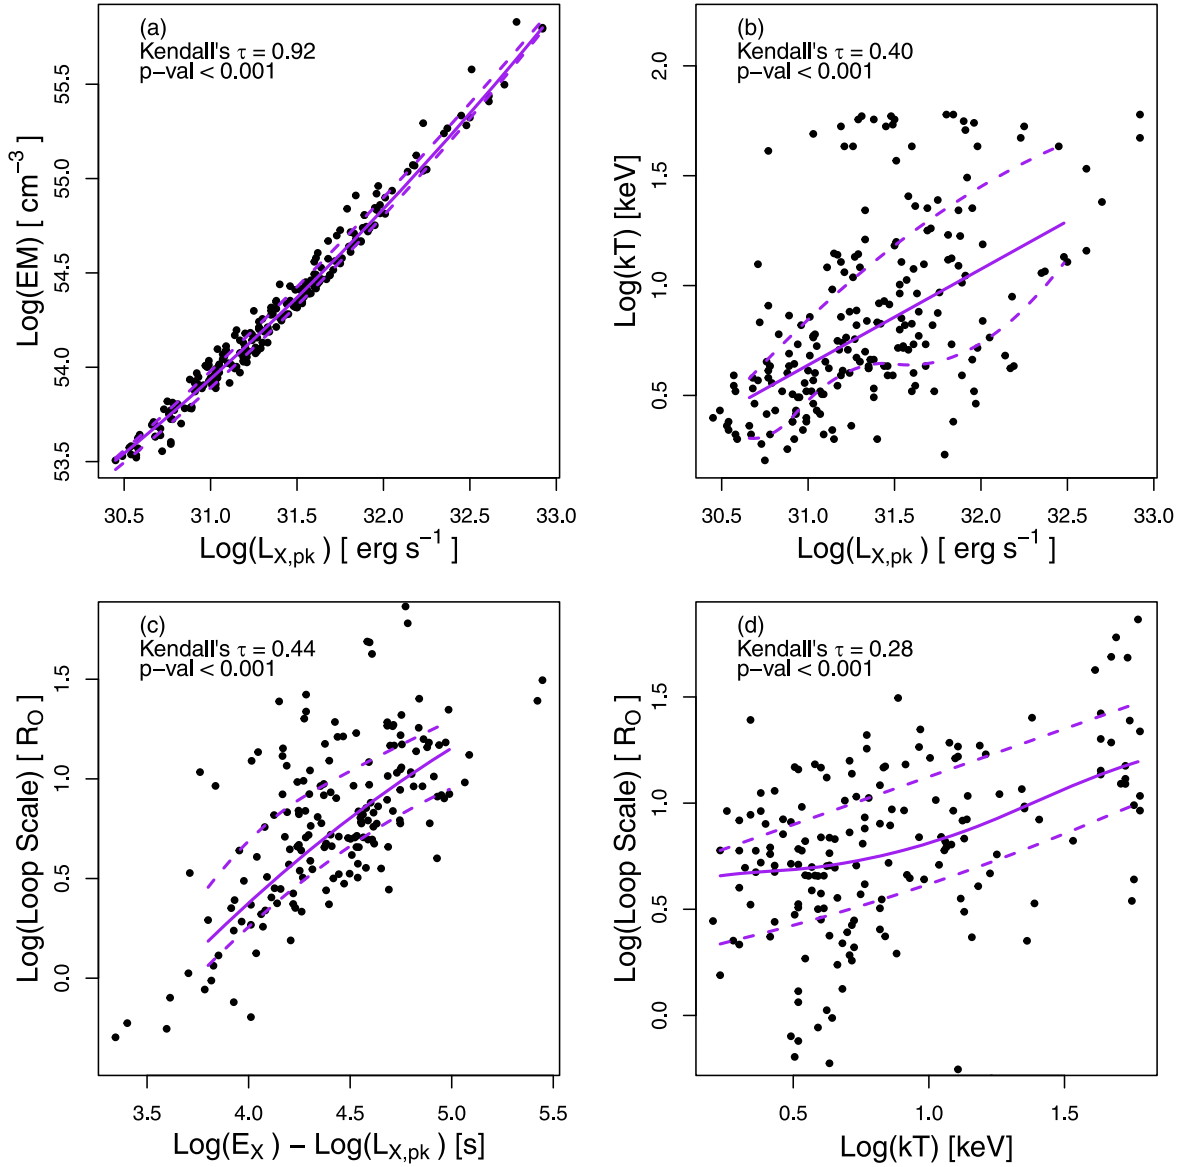 (a)
Kendall's τ = 0.92
p−val < 0.001
Log(EM) [ cm⁻³ ]
53.5 54.0 54.5 55.0 55.5
30.5 31.0 31.5 32.0 32.5 33.0
Log(L_X,pk ) [ erg s⁻¹ ]
(b)
Kendall's τ = 0.40
p−val < 0.001
Log(kT) [keV]
0.5 1.0 1.5 2.0
30.5 31.0 31.5 32.0 32.5 33.0
Log(L_X,pk ) [ erg s⁻¹ ]
(c)
Kendall's τ = 0.44
p−val < 0.001
Log(Loop Scale) [ R_O ]
0.0 0.5 1.0 1.5
3.5 4.0 4.5 5.0 5.5
Log(E_X ) − Log(L_X,pk ) [s]
(d)
Kendall's τ = 0.28
p−val < 0.001
Log(Loop Scale) [ R_O ]
0.0 0.5 1.0 1.5
0.5 1.0 1.5
Log(kT) [keV]